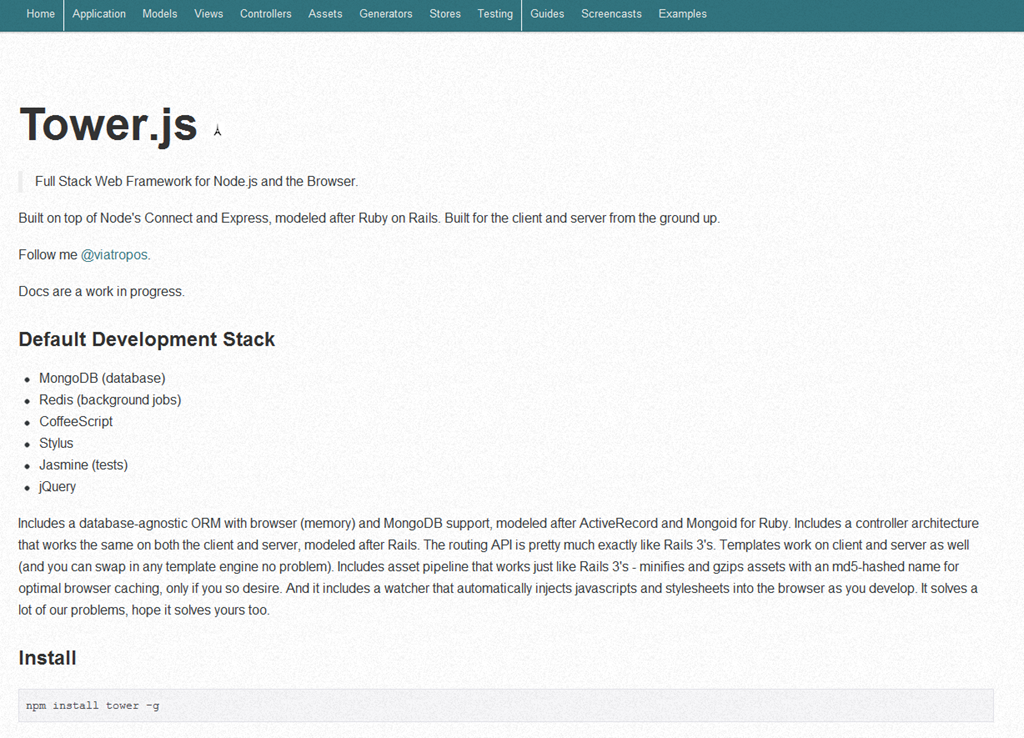 Home Application Models Views Controllers Assets Generators Stores Testing Guides Screencasts Examples
Tower.js
Full Stack Web Framework for Node.js and the Browser.
Built on top of Node's Connect and Express, modeled after Ruby on Rails. Built for the client and server from the ground up.
Follow me @viatropos.
Docs are a work in progress.
Default Development Stack
MongoDB (database)
Redis (background jobs)
CoffeeScript
Stylus
Jasmine (tests)
jQuery
Includes a database-agnostic ORM with browser (memory) and MongoDB support, modeled after ActiveRecord and Mongoid for Ruby. Includes a controller architecture
that works the same on both the client and server, modeled after Rails. The routing API is pretty much exactly like Rails 3's. Templates work on client and server as well
(and you can swap in any template engine no problem). Includes asset pipeline that works just like Rails 3's - minifies and gzips assets with an md5-hashed name for
optimal browser caching, only if you so desire. And it includes a watcher that automatically injects javascripts and stylesheets into the browser as you develop. It solves a
lot of our problems, hope it solves yours too.
Install
npm install tower -g